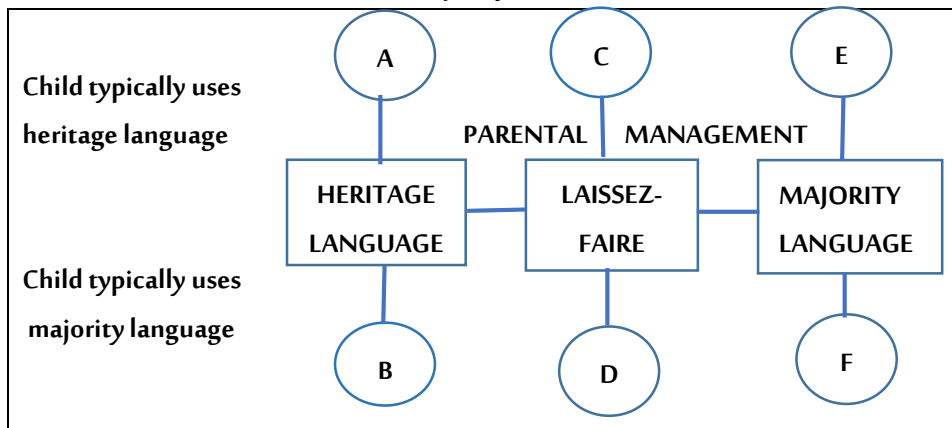 A
C
E
Child typically uses
heritage language
PARENTAL MANAGEMENT
HERITAGE
LANGUAGE
LAISSEZ-
FAIRE
MAJORITY
LANGUAGE
Child typically uses
majority language
B
D
F